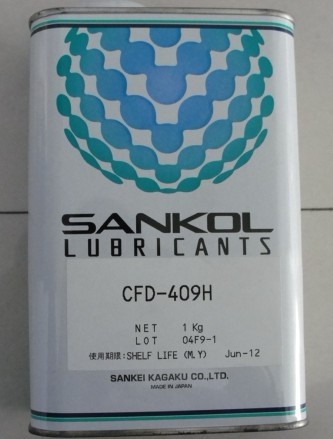 SANKOL
LUBRICANTS
CFD-409H
NET 1 Kg
LOT 04F9-1
使用期限:SHELF LIFE (M.Y) Jun-12
SANKEI KAGAKU CO.,LTD.
MADE IN JAPAN